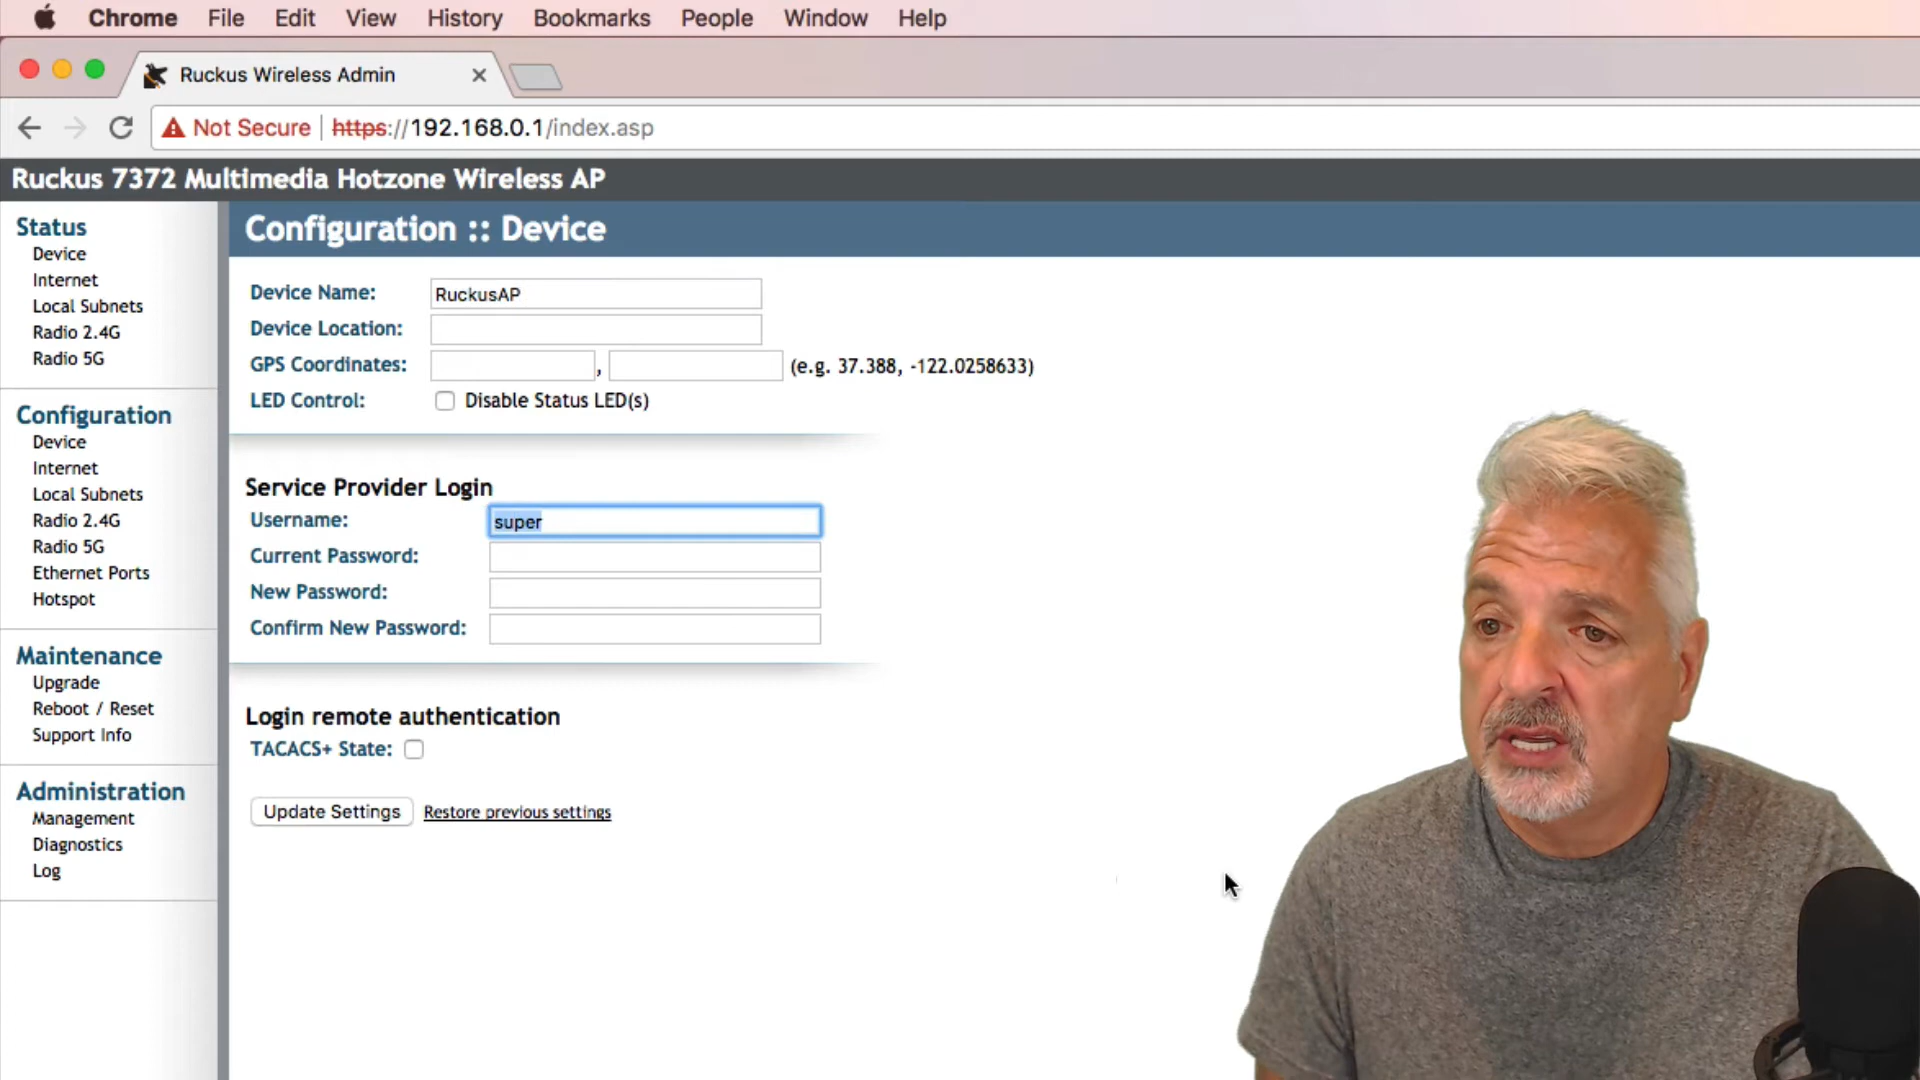 Chrome File Edit View History Bookmarks People Window Help
Ruckus Wireless Admin
Not Secure | https://192.168.0.1/index.asp
Ruckus 7372 Multimedia Hotzone Wireless AP
Status
Device
Internet
Local Subnets
Radio 2.4G
Radio 5G
Configuration
Device
Internet
Local Subnets
Radio 2.4G
Radio 5G
Ethernet Ports
Hotspot
Maintenance
Upgrade
Reboot / Reset
Support Info
Administration
Management
Diagnostics
Log
Configuration :: Device
Device Name: RuckusAP
Device Location:
GPS Coordinates: , (e.g. 37.388, -122.0258633)
LED Control: Disable Status LED(s)
Service Provider Login
Username: super
Current Password:
New Password:
Confirm New Password:
Login remote authentication
TACACS+ State:
Update Settings Restore previous settings